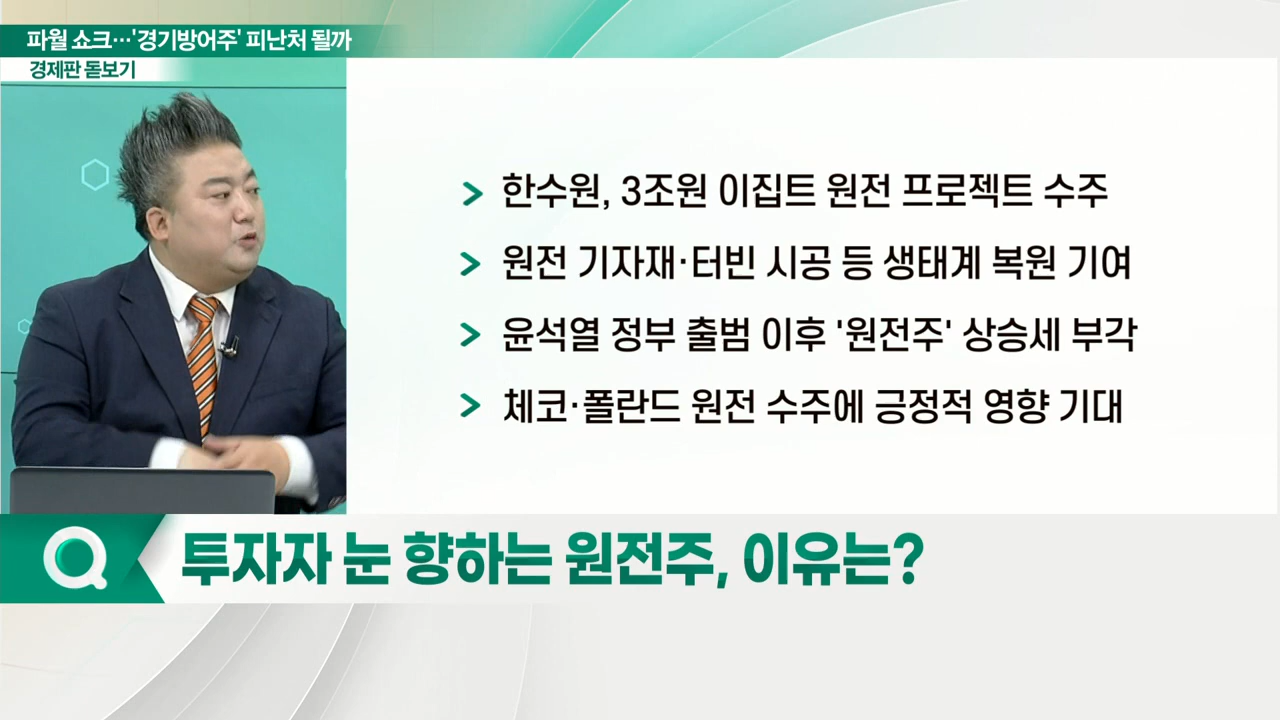 파월 쇼크…'경기방어주' 피난처 될까
경제판 돋보기
한수원, 3조원 이집트 원전 프로젝트 수주
원전 기자재·터빈 시공 등 생태계 복원 기여
윤석열 정부 출범 이후 '원전주' 상승세 부각
체코·폴란드 원전 수주에 긍정적 영향 기대
Q 투자자 눈 향하는 원전주, 이유는?